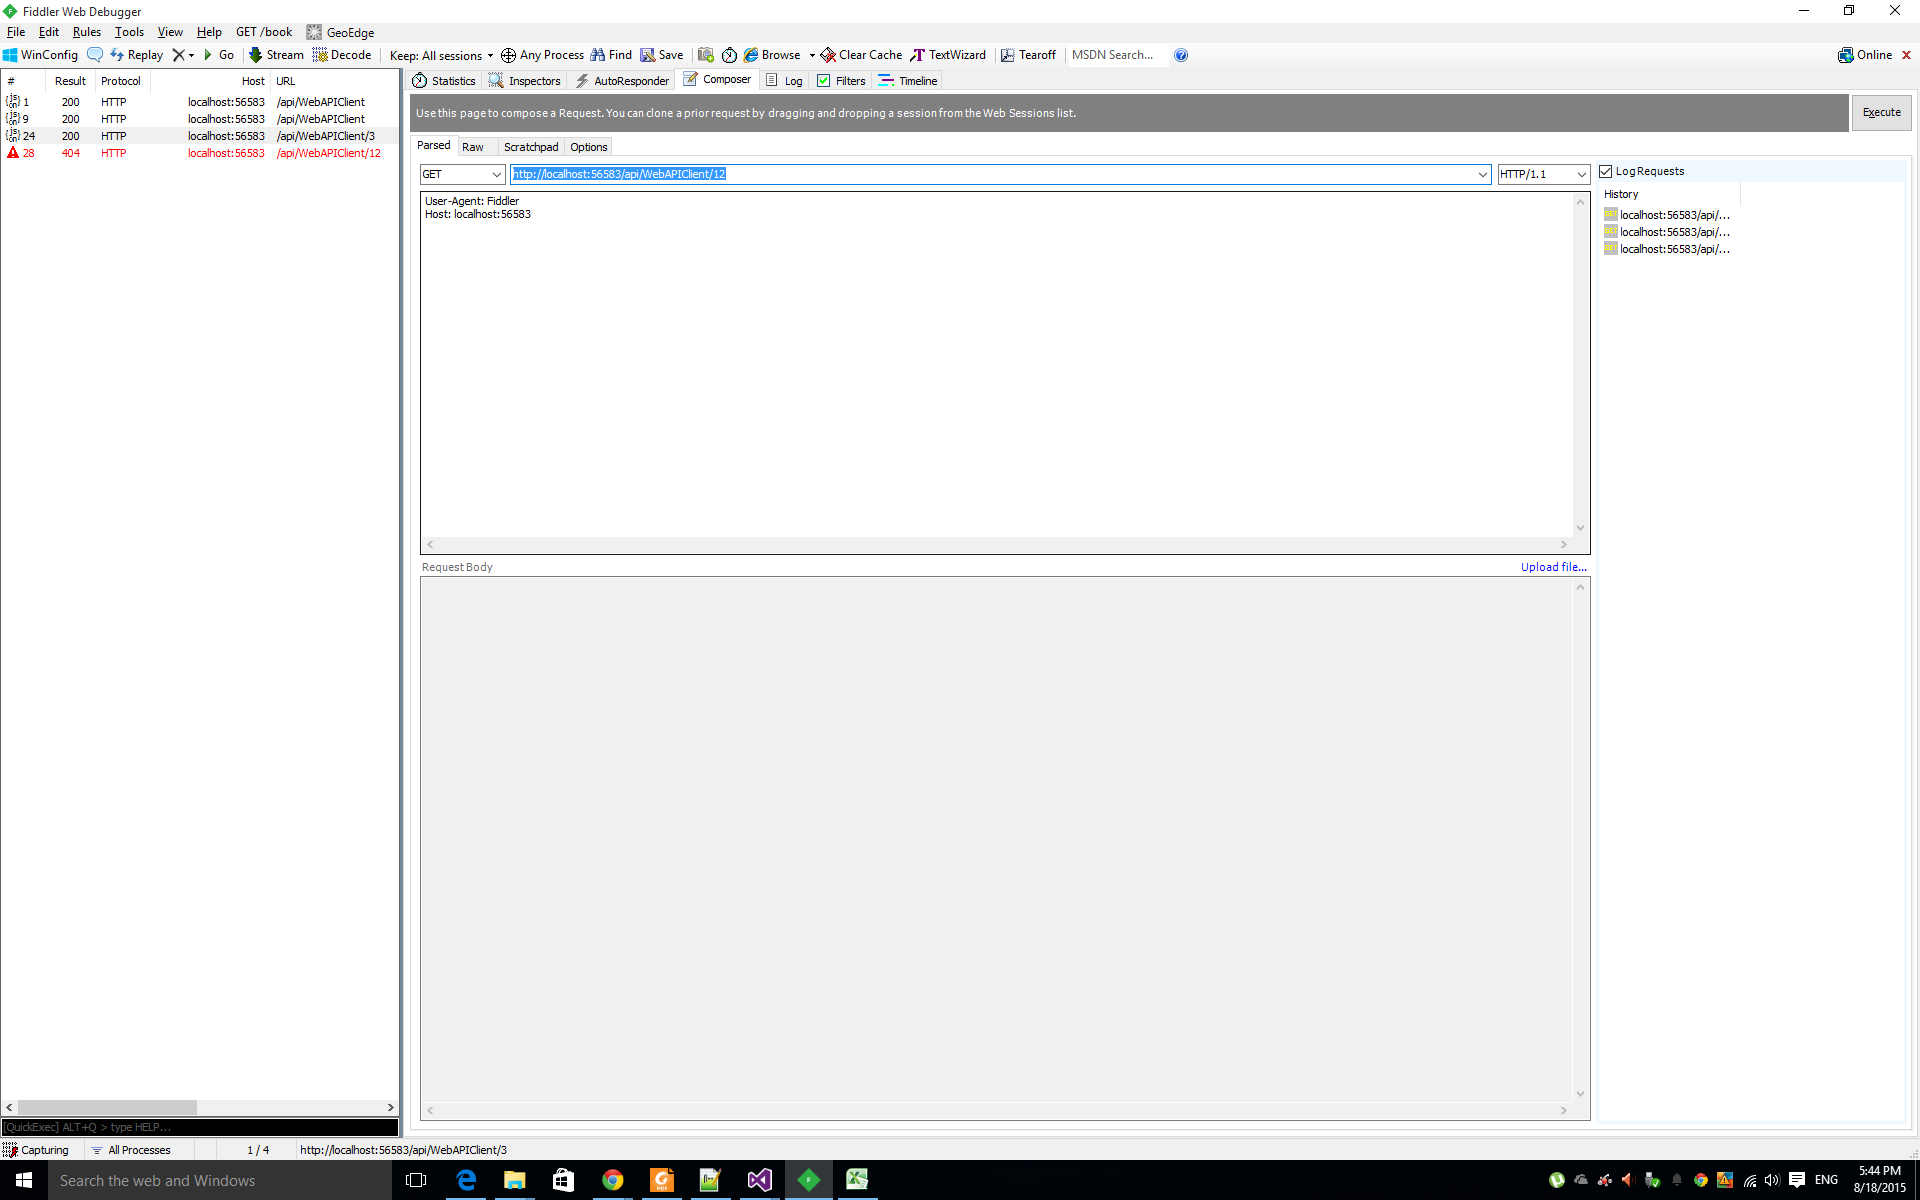 Fiddler Web Debugger
File Edit Rules Tools View Help GET /book GeoEdge
WinConfig Replay Go Stream Decode Keep: All sessions Any Process Find Save Browse Clear Cache TextWizard Tearoff MSDN Search... Online
# Result Protocol Host URL
1 200 HTTP localhost:56583 /api/WebAPIClient
9 200 HTTP localhost:56583 /api/WebAPIClient
24 200 HTTP localhost:56583 /api/WebAPIClient/3
28 404 HTTP localhost:56583 /api/WebAPIClient/12
Statistics Inspectors AutoResponder Composer Log Filters Timeline
Use this page to compose a Request. You can clone a prior request by dragging and dropping a session from the Web Sessions list.
Execute
Parsed Raw Scratchpad Options
GET http://localhost:56583/api/WebAPIClient/12 HTTP/1.1
User-Agent: Fiddler
Host: localhost:56583
Log Requests
History
localhost:56583/api/...
localhost:56583/api/...
localhost:56583/api/...
Request Body Upload file...
[QuickExec] ALT+Q > type HELP...
Capturing All Processes 1 / 4 http://localhost:56583/api/WebAPIClient/3
Search the web and Windows
ENG
5:44 PM
8/18/2015